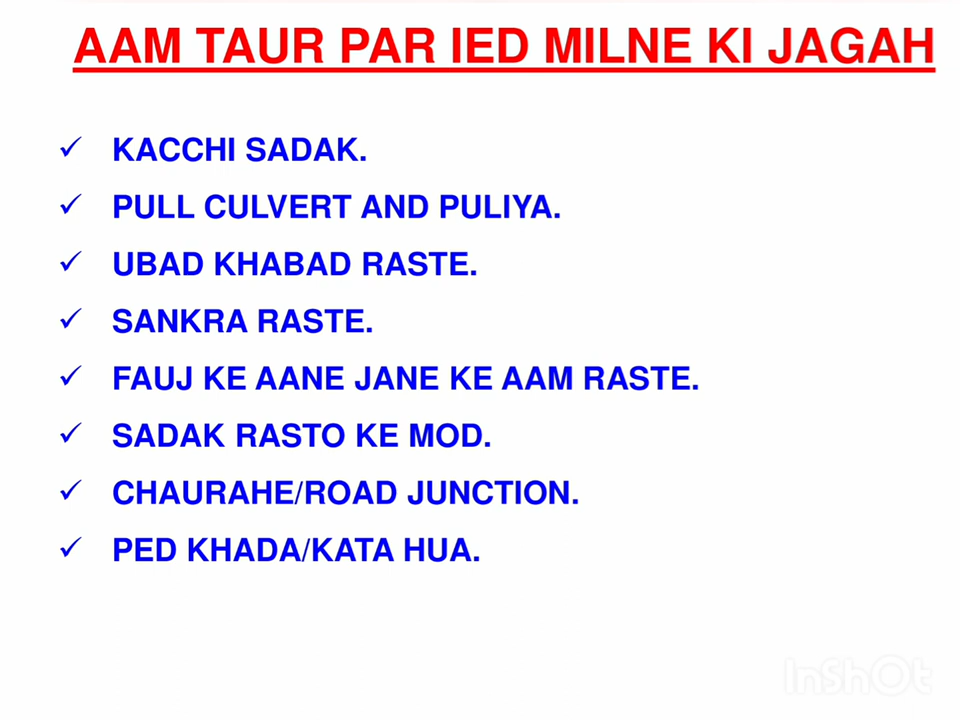 AAM TAUR PAR IED MILNE KI JAGAH
✓ KACCHI SADAK.
✓ PULL CULVERT AND PULIYA.
✓ UBAD KHABAD RASTE.
✓ SANKRA RASTE.
✓ FAUJ KE AANE JANE KE AAM RASTE.
✓ SADAK RASTO KE MOD.
✓ CHAURAHE/ROAD JUNCTION.
✓ PED KHADA/KATA HUA.
InShOt